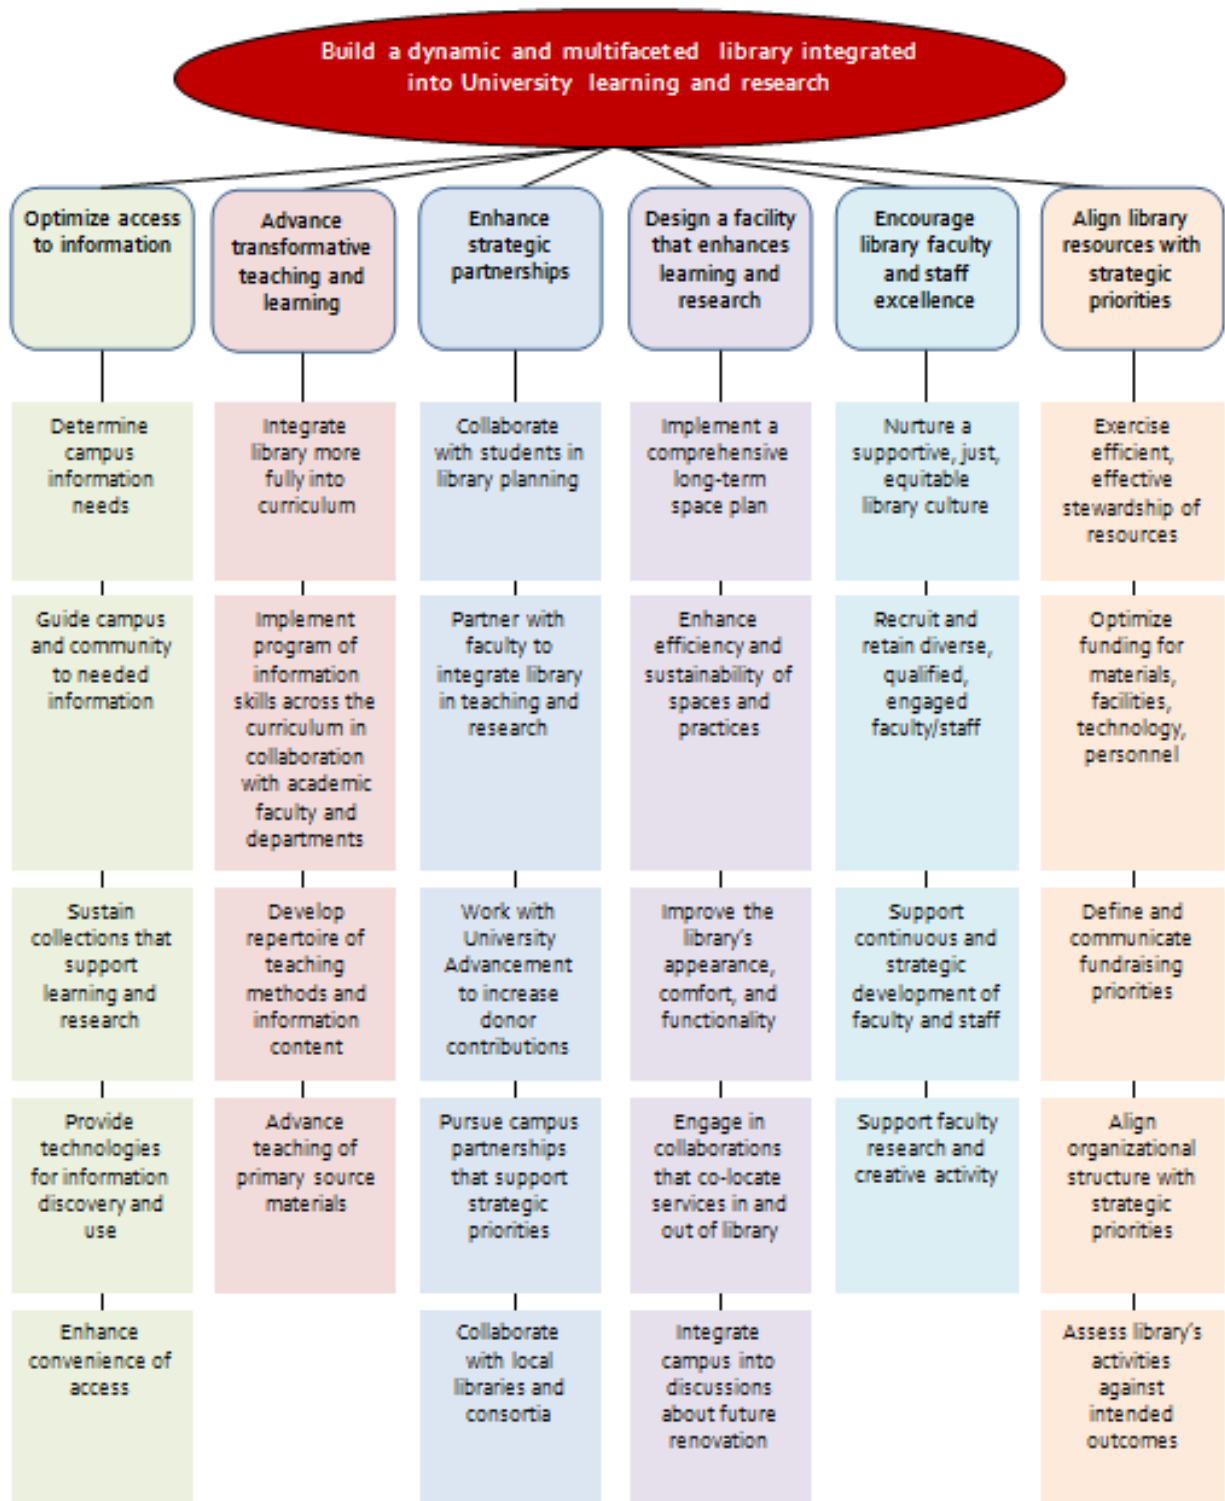 Build a dynamic and multifaceted library integrated
into University learning and research
Optimize access
to information
Advance
transformative
teaching and
learning
Enhance
strategic
partnerships
Design a facility
that enhances
learning and
research
Encourage
library faculty
and staff
excellence
Align library
resources with
strategic
priorities
Determine
campus
information
needs
Integrate
library more
fully into
curriculum
Collaborate
with students in
library planning
Implement a
comprehensive
long-term
space plan
Nurture a
supportive, just,
equitable
library culture
Exercise
efficient,
effective
stewardship of
resources
Guide campus
and community
to needed
information
Implement
program of
information
skills across the
curriculum in
collaboration
with academic
faculty and
departments
Partner with
faculty to
integrate library
in teaching and
research
Enhance
efficiency and
sustainability of
spaces and
practices
Recruit and
retain diverse,
qualified,
engaged
faculty/staff
Optimize
funding for
materials,
facilities,
technology,
personnel
Sustain
collections that
support
learning and
research
Develop
repertoire of
teaching
methods and
information
content
Work with
University
Advancement
to increase
donor
contributions
Improve the
library's
appearance,
comfort, and
functionality
Support
continuous and
strategic
development of
faculty and staff
Define and
communicate
fundraising
priorities
Provide
technologies
for information
discovery and
use
Advance
teaching of
primary source
materials
Pursue campus
partnerships
that support
strategic
priorities
Engage in
collaborations
that co-locate
services in and
out of library
Support faculty
research and
creative activity
Align
organizational
structure with
strategic
priorities
Enhance
convenience of
access
Collaborate
with local
libraries and
consortia
Integrate
campus into
discussions
about future
renovation
Assess library's
activities
against
intended
outcomes